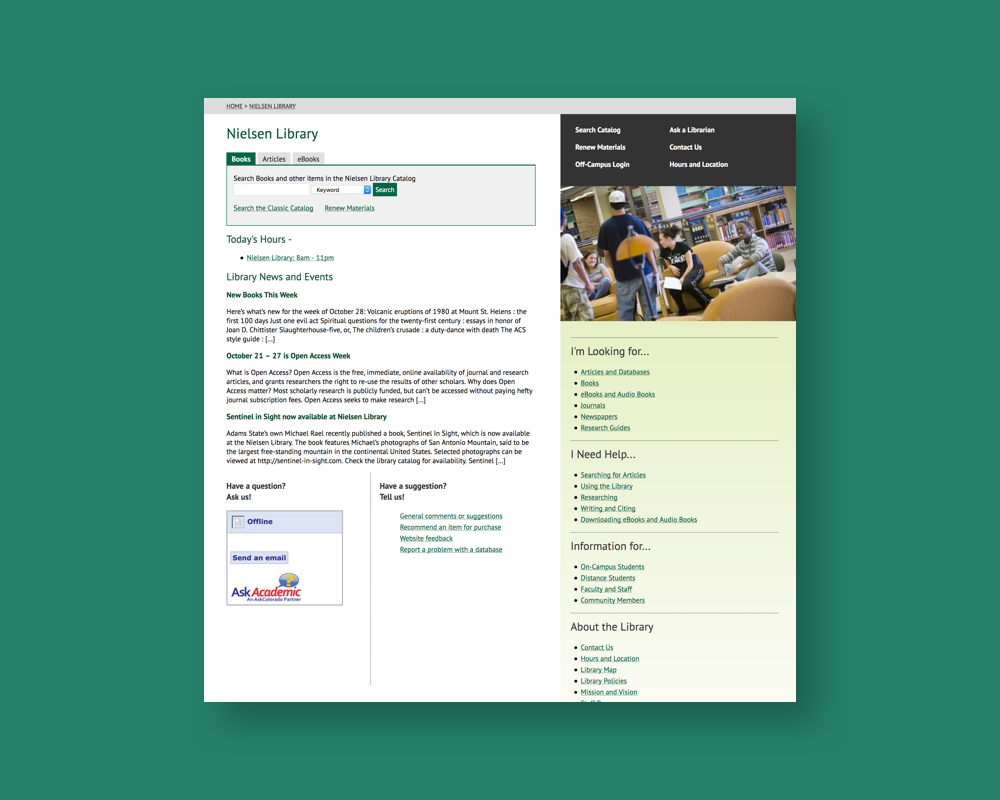 HOME > NIELSEN LIBRARY
Nielsen Library
Books Articles eBooks
Search Books and other items in the Nielsen Library Catalog
Keyword Search
Search the Classic Catalog Renew Materials
Today's Hours -
Nielsen Library: 8am - 11pm
Library News and Events
New Books This Week
Here's what's new for the week of October 28: Volcanic eruptions of 1980 at Mount St. Helens : the
first 100 days Just one evil act Spiritual questions for the twenty-first century : essays in honor of
Joan D. Chittister Slaughterhouse-five, or, The children's crusade : a duty-dance with death The ACS
style guide : [...]
October 21 – 27 is Open Access Week
What is Open Access? Open Access is the free, immediate, online availability of journal and research
articles, and grants researchers the right to re-use the results of other scholars. Why does Open
Access matter? Most scholarly research is publicly funded, but can't be accessed without paying hefty
journal subscription fees. Open Access seeks to make research [...]
Sentinel in Sight now available at Nielsen Library
Adams State's own Michael Rael recently published a book, Sentinel In Sight, which is now available
at the Nielsen Library. The book features Michael's photographs of San Antonio Mountain, said to be
the largest free-standing mountain in the continental United States. Selected photographs can be
viewed at http://sentinel-in-sight.com. Check the library catalog for availability. Sentinel [...]
Have a question?
Ask us!
Offline
Send an email
Ask Academic
An AskColorado Partner
Have a suggestion?
Tell us!
General comments or suggestions
Recommend an item for purchase
Website feedback
Report a problem with a database
Search Catalog Ask a Librarian
Renew Materials Contact Us
Off-Campus Login Hours and Location
I'm Looking for...
Articles and Databases
Books
eBooks and Audio Books
Journals
Newspapers
Research Guides
I Need Help...
Searching for Articles
Using the Library
Researching
Writing and Citing
Downloading eBooks and Audio Books
Information for...
On-Campus Students
Distance Students
Faculty and Staff
Community Members
About the Library
Contact Us
Hours and Location
Library Map
Library Policies
Mission and Vision